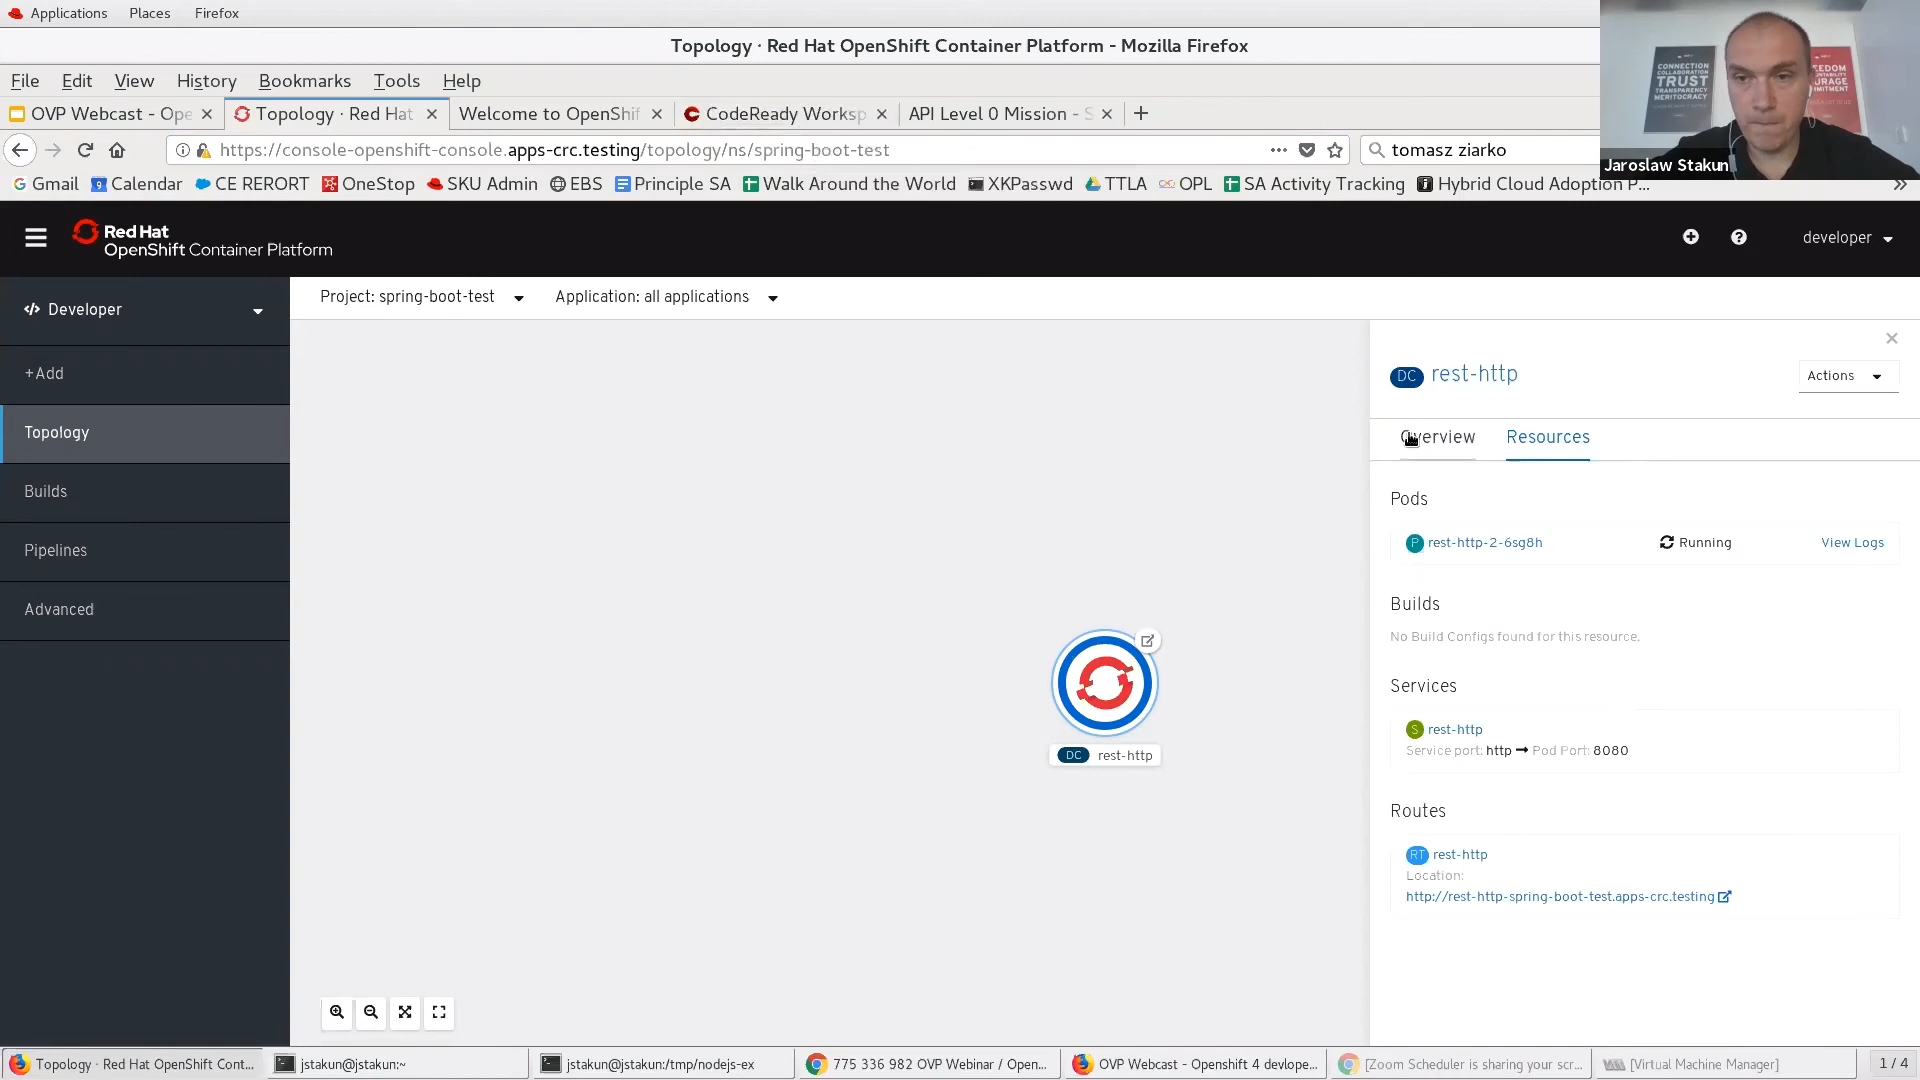 Applications Places Firefox
Topology · Red Hat OpenShift Container Platform - Mozilla Firefox
File Edit View History Bookmarks Tools Help
OVP Webcast - Ope
Topology · Red Hat
Welcome to OpenShif
CodeReady Worksp
API Level 0 Mission - S
https://console-openshift-console.apps-crc.testing/topology/ns/spring-boot-test
tomasz ziarko
Gmail Calendar CE RERORT OneStop SKU Admin EBS Principle SA Walk Around the World XKPasswd TTLA OPL SA Activity Tracking Hybrid Cloud Adoption P...
CONNECTION
COLLABORATION
TRUST
TRANSPARENCY
MERITOCRACY
Jaroslaw Stakun
Red Hat
OpenShift Container Platform
developer
Developer
+Add
Topology
Builds
Pipelines
Advanced
Project: spring-boot-test
Application: all applications
DC rest-http
DC rest-http
Actions
Overview
Resources
Pods
P rest-http-2-6sg8h Running View Logs
Builds
No Build Configs found for this resource.
Services
S rest-http
Service port: http → Pod Port: 8080
Routes
RT rest-http
Location:
http://rest-http-spring-boot-test.apps-crc.testing
Topology · Red Hat OpenShift Cont...
jstakun@jstakun:~
jstakun@jstakun:/tmp/nodejs-ex
775 336 982 OVP Webinar / Open...
OVP Webcast - Openshift 4 devlope...
[Zoom Scheduler is sharing your scr...
[Virtual Machine Manager]
1 / 4